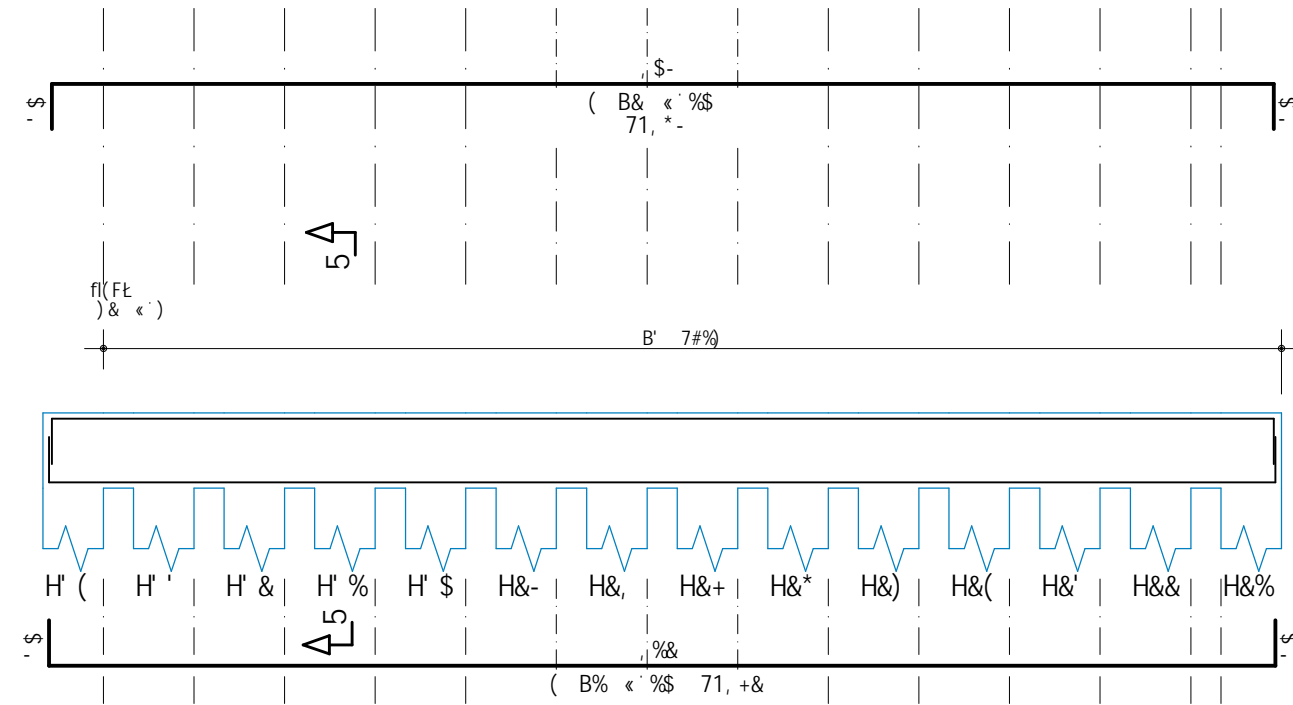 , $-
- $
( B& « ˙%$
71, *-
- $
5
fl(FŁ
)& « ˙)
B' 7#%)
H' ( H' ' H' & H' % H' $ H&- H&, H&+ H&* H&) H&( H&' H&& H&%
5
- $
, %&
- $
( B% « ˙%$ 71, +&